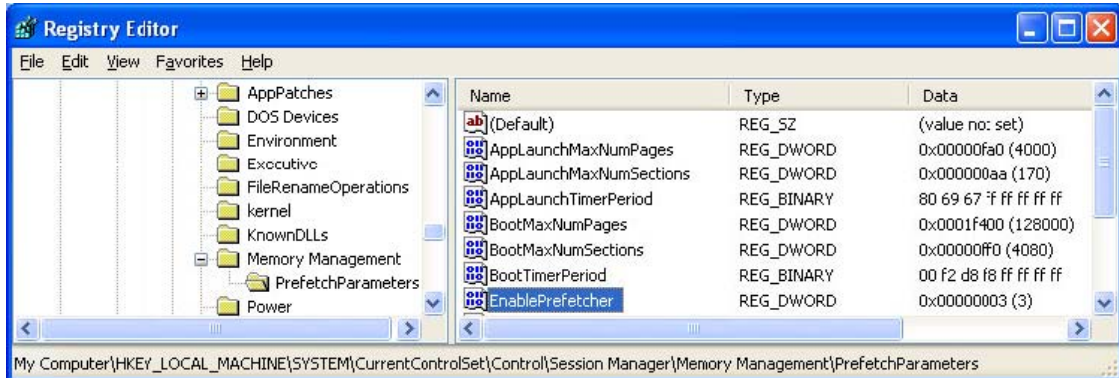 Registry Editor
File Edit View Favorites Help
AppPatches
DOS Devices
Environment
Executive
FileRenameOperations
kernel
KnownDLLs
Memory Management
PrefetchParameters
Power
Name Type Data
(Default) REG_SZ (value not set)
AppLaunchMaxNumPages REG_DWORD 0x00000fa0 (4000)
AppLaunchMaxNumSections REG_DWORD 0x000000aa (170)
AppLaunchTimerPeriod REG_BINARY 80 69 67 ff ff ff ff ff
BootMaxNumPages REG_DWORD 0x0001f400 (128000)
BootMaxNumSections REG_DWORD 0x00000ff0 (4080)
BootTimerPeriod REG_BINARY 00 f2 d8 f8 ff ff ff ff
EnablePrefetcher REG_DWORD 0x00000003 (3)
My Computer\HKEY_LOCAL_MACHINE\SYSTEM\CurrentControlSet\Control\Session Manager\Memory Management\PrefetchParameters